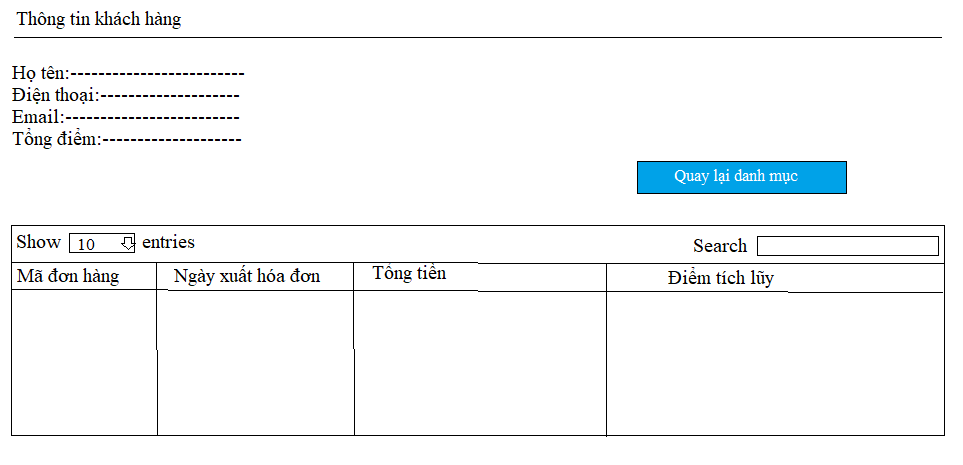 Thông tin khách hàng
Họ tên:-------------------------
Điện thoại:--------------------
Email:-------------------------
Tổng điểm:--------------------
Quay lại danh mục
Show 10 entries Search
Mã đơn hàng Ngày xuất hóa đơn Tổng tiền Điểm tích lũy